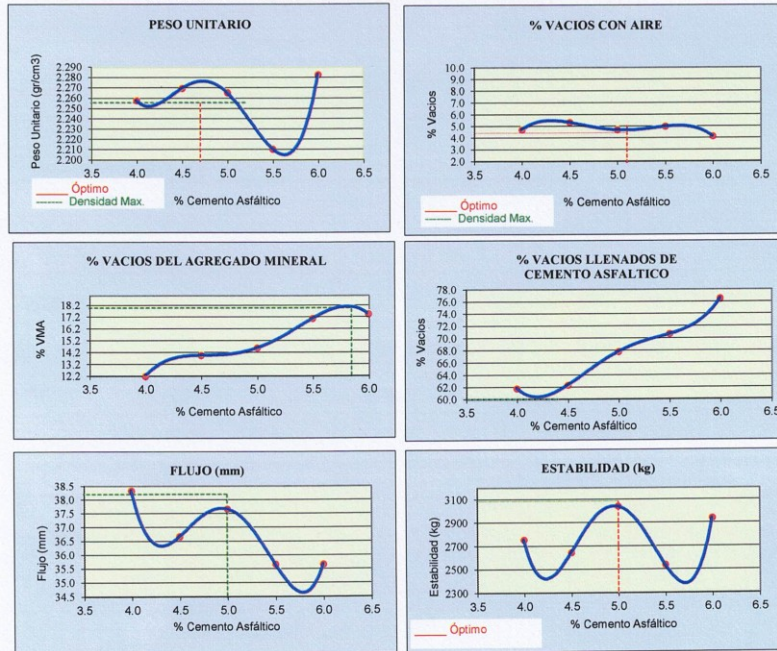 PESO UNITARIO
Peso Unitario (gr/cm3)
2.290
2.280
2.270
2.260
2.250
2.240
2.230
2.220
2.210
2.200
3.5 4.0 4.5 5.0 5.5 6.0 6.5
% Cemento Asfáltico
Óptimo
Densidad Max.
% VACIOS CON AIRE
% Vacios
10.0
9.0
8.0
7.0
6.0
5.0
4.0
3.0
2.0
3.5 4.0 4.5 5.0 5.5 6.0 6.5
% Cemento Asfáltico
Óptimo
Densidad Max.
% VACIOS DEL AGREGADO MINERAL
% VMA
18.2
17.2
16.2
15.2
14.2
13.2
12.2
3.5 4.0 4.5 5.0 5.5 6.0
% Cemento Asfáltico
% VACIOS LLENADOS DE
CEMENTO ASFALTICO
% Vacios
78.0
76.0
74.0
72.0
70.0
68.0
66.0
64.0
62.0
60.0
3.5 4.0 4.5 5.0 5.5 6.0 6.5
% Cemento Asfáltico
FLUJO (mm)
Flujo (mm)
38.5
38.0
37.5
37.0
36.5
36.0
35.5
35.0
34.5
3.5 4.0 4.5 5.0 5.5 6.0 6.5
% Cemento Asfáltico
ESTABILIDAD (kg)
Estabilidad (kg)
3100
2900
2700
2500
2300
3.5 4.0 4.5 5.0 5.5 6.0 6.5
% Cemento Asfáltico
Óptimo